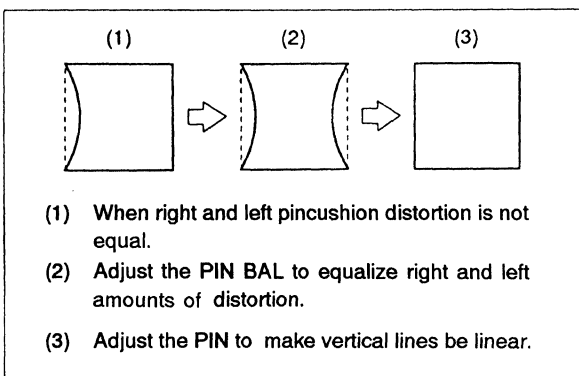 (1) (2) (3)
(1) When right and left pincushion distortion is not
equal.
(2) Adjust the PIN BAL to equalize right and left
amounts of distortion.
(3) Adjust the PIN to make vertical lines be linear.